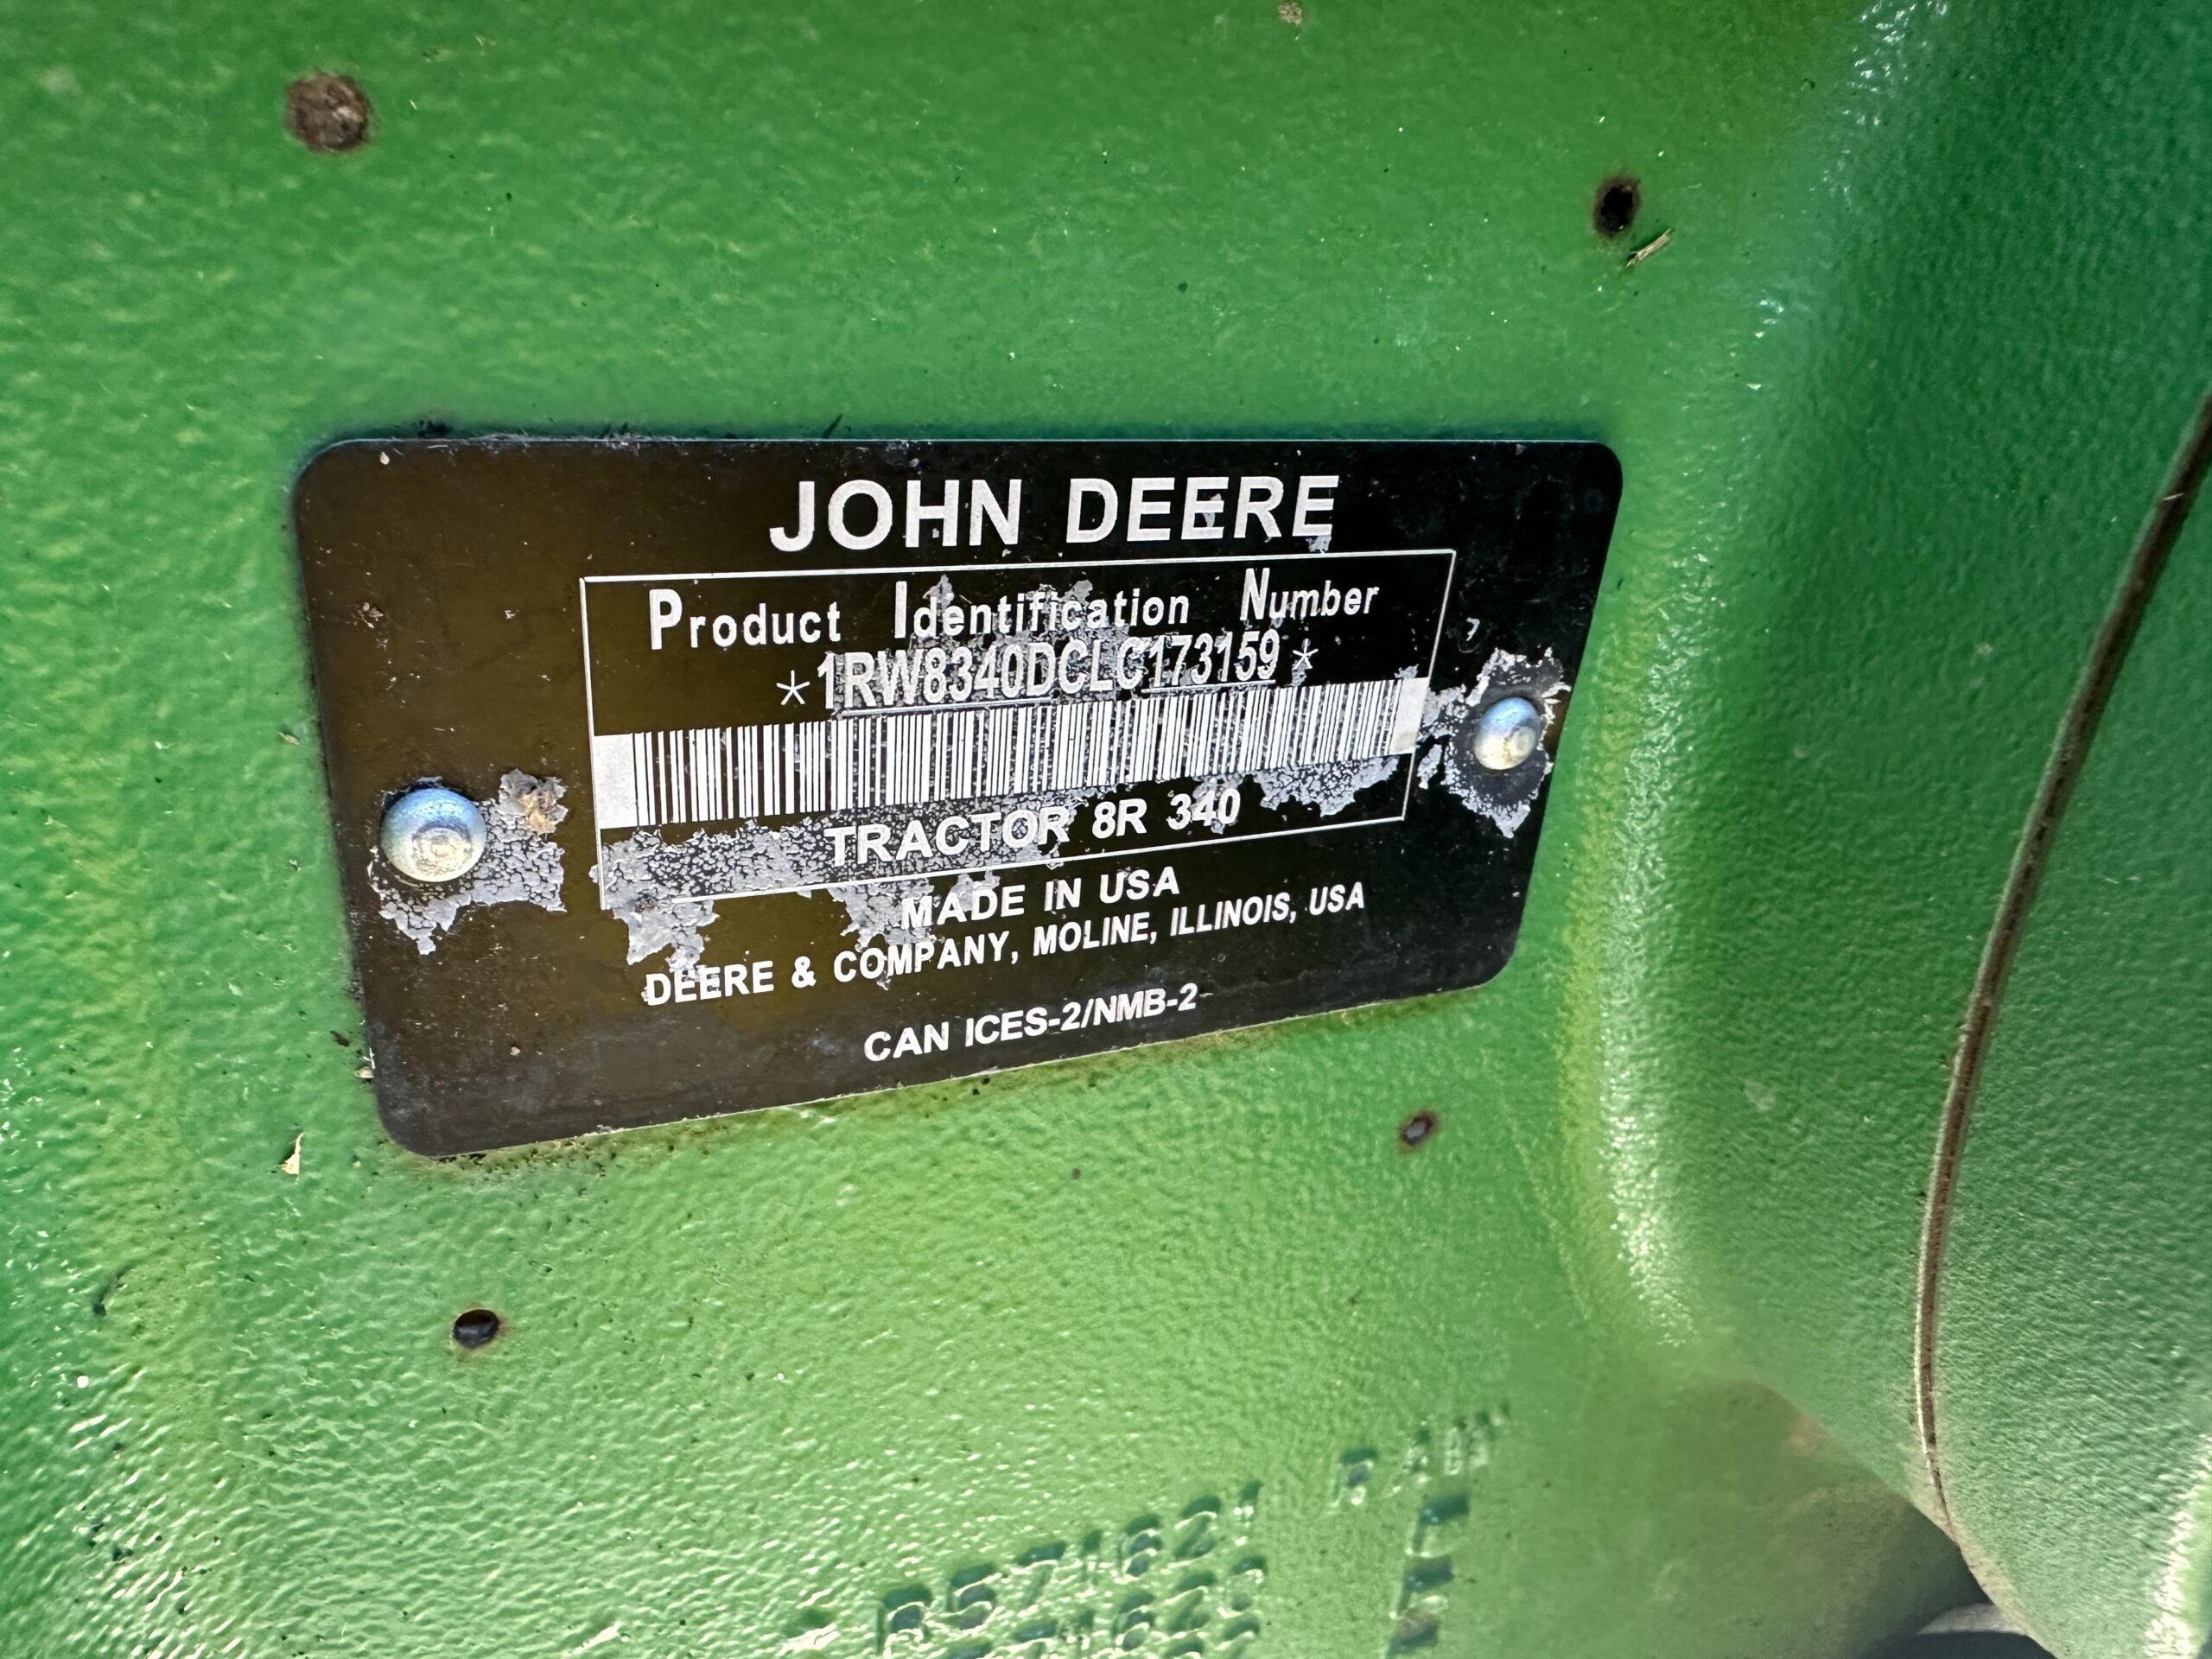 JOHN DEERE
Product Identification Number
*1RW8340DCLC173159*
TRACTOR 8R 340
MADE IN USA
DEERE & COMPANY, MOLINE, ILLINOIS, USA
CAN ICES-2/NMB-2
R571621